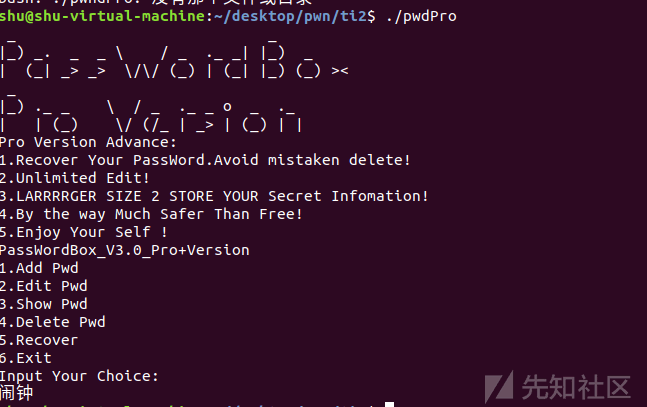 没有那个文件或目录
shu@shu-virtual-machine:~/desktop/pwn/ti2$ ./pwdPro
PassWordBox
Pro Version
Pro Version Advance:
1.Recover Your PassWord.Avoid mistaken delete!
2.Unlimited Edit!
3.LARRRRGER SIZE 2 STORE YOUR Secret Infomation!
4.By the way Much Safer Than Free!
5.Enjoy Your Self !
PassWordBox_V3.0_Pro+Version
1.Add Pwd
2.Edit Pwd
3.Show Pwd
4.Delete Pwd
5.Recover
6.Exit
Input Your Choice:
闹钟
先知社区